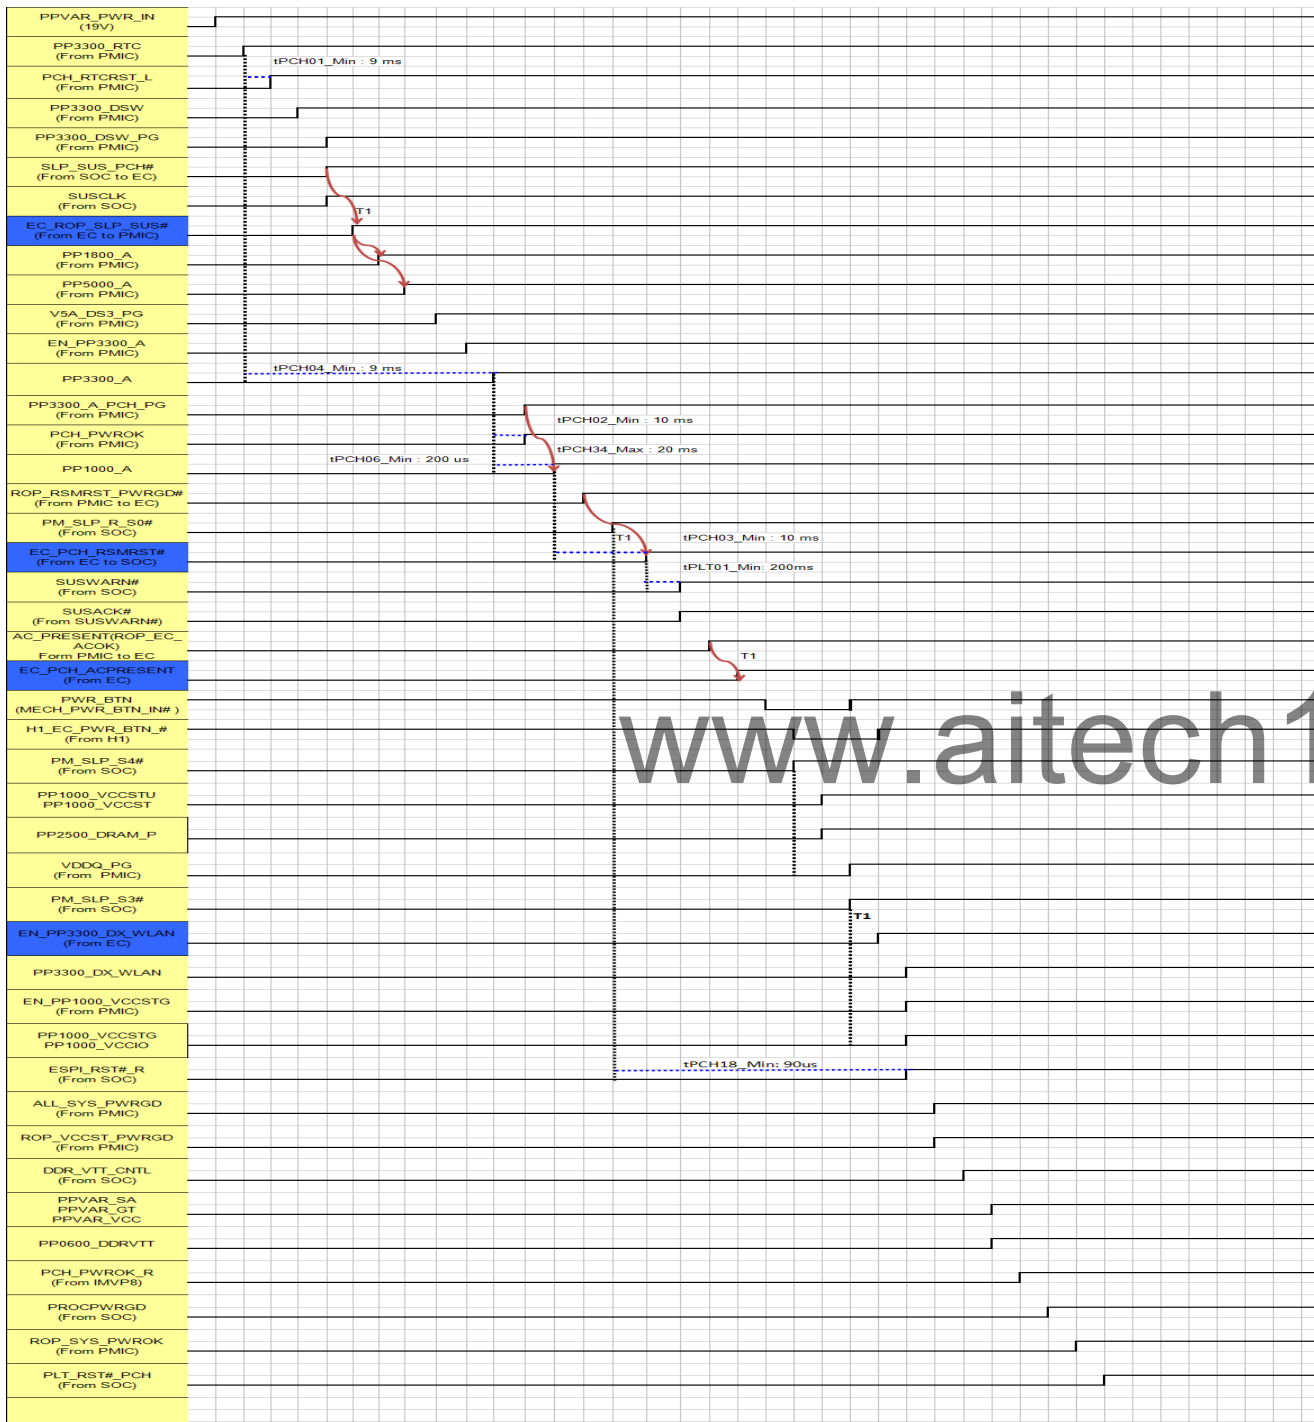 PPVAR_PWR_IN
(19V)
PP3300_RTC
(From PMIC)
tPCH01_Min : 9 ms
PCH_RTCRST_L
(From PMIC)
PP3300_DSW
(From PMIC)
PP3300_DSW_PG
(From PMIC)
SLP_SUS_PCH#
(From SOC to EC)
SUSCLK
(From SOC)
T1
EC_ROP_SLP_SUS#
(From EC to PMIC)
PP1800_A
(From PMIC)
PP5000_A
(From PMIC)
V5A_DS3_PG
(From PMIC)
EN_PP3300_A
(From PMIC)
tPCH04_Min : 9 ms
PP3300_A
PP3300_A_PCH_PG
(From PMIC)
tPCH02_Min : 10 ms
PCH_PWROK
(From PMIC)
tPCH34_Max : 20 ms
tPCH06_Min : 200 us
PP1000_A
ROP_RSMRST_PWRGD#
(From PMIC to EC)
PM_SLP_R_S0#
(From SOC)
T1
tPCH03_Min : 10 ms
EC_PCH_RSMRST#
(From EC to SOC)
tPLT01_Min: 200ms
SUSWARN#
(From SOC)
SUSACK#
(From SUSWARN#)
AC_PRESENT(ROP_EC_
ACOK)
Form PMIC to EC
T1
EC_PCH_ACPRESENT
(From EC)
PWR_BTN
(MECH_PWR_BTN_IN# )
H1_EC_PWR_BTN_#
(From H1)
www.aitech1
PM_SLP_S4#
(From SOC)
PP1000_VCCSTU
PP1000_VCCST
PP2500_DRAM_P
VDDQ_PG
(From  PMIC)
PM_SLP_S3#
(From SOC)
T1
EN_PP3300_DX_WLAN
(From EC)
PP3300_DX_WLAN
EN_PP1000_VCCSTG
(From PMIC)
PP1000_VCCSTG
PP1000_VCCIO
tPCH18_Min: 90us
ESPI_RST#_R
(From SOC)
ALL_SYS_PWRGD
(From PMIC)
ROP_VCCST_PWRGD
(From PMIC)
DDR_VTT_CNTL
(From SOC)
PPVAR_SA
PPVAR_GT
PPVAR_VCC
PP0600_DDRVTT
PCH_PWROK_R
(From IMVP8)
PROCPWRGD
(From SOC)
ROP_SYS_PWROK
(From PMIC)
PLT_RST#_PCH
(From SOC)